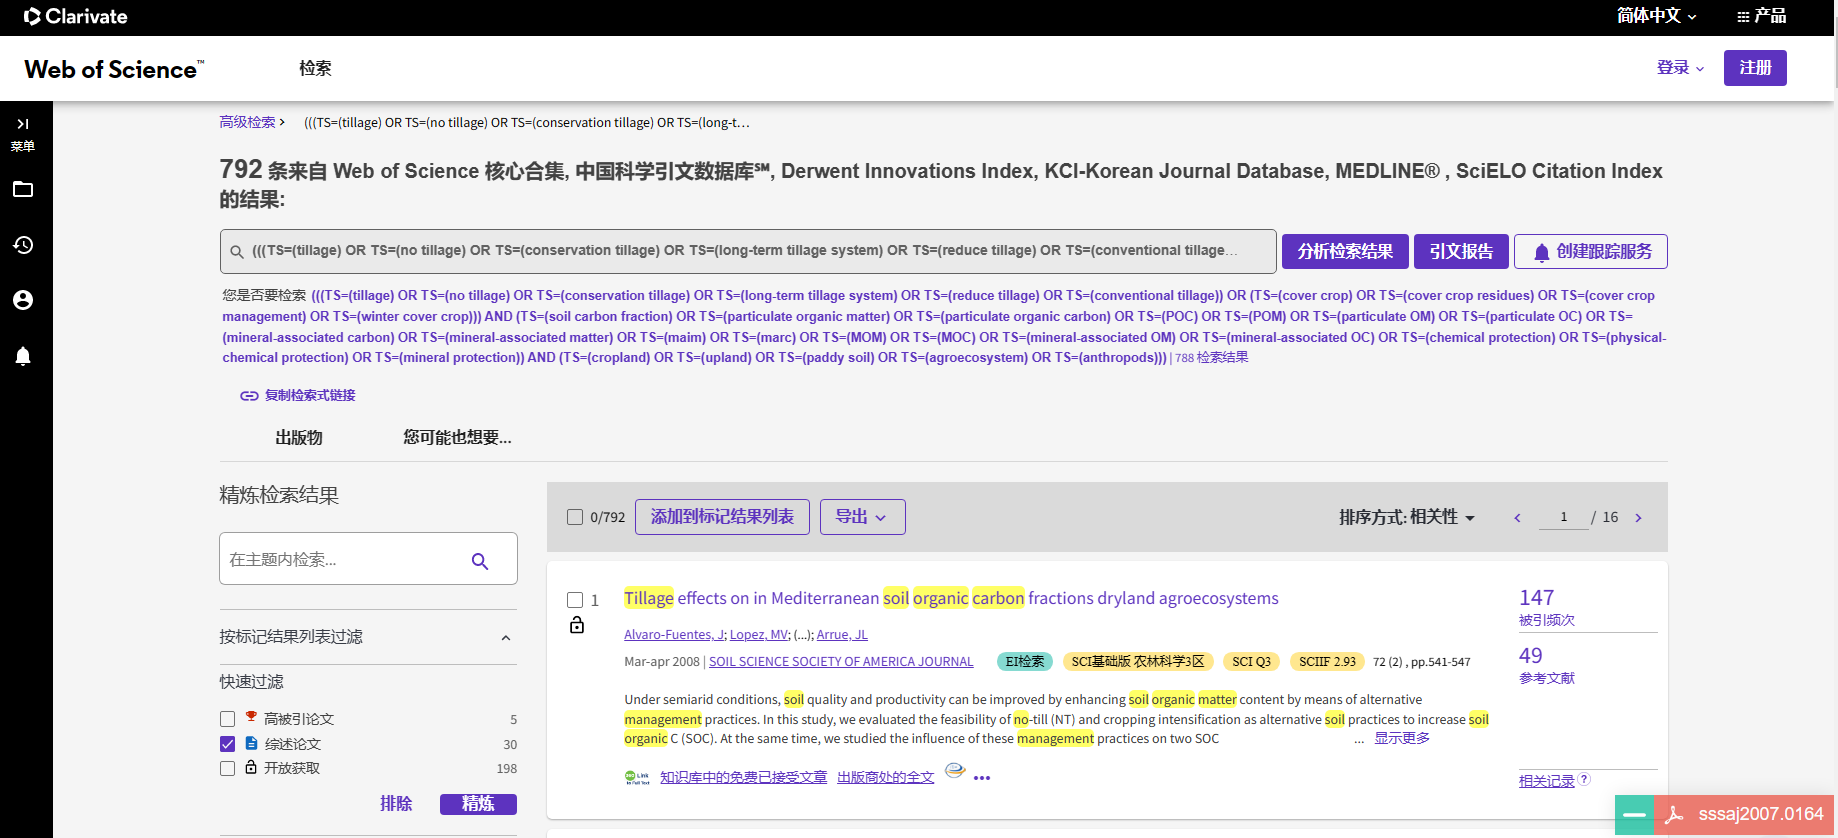 Clarivate
简体中文
产品
Web of Science™
检索
登录
注册
菜单
高级检索 > (((TS=(tillage) OR TS=(no tillage) OR TS=(conservation tillage) OR TS=(long-t…
792 条来自 Web of Science 核心合集, 中国科学引文数据库℠, Derwent Innovations Index, KCI-Korean Journal Database, MEDLINE® , SciELO Citation Index
的结果:
(((TS=(tillage) OR TS=(no tillage) OR TS=(conservation tillage) OR TS=(long-term tillage system) OR TS=(reduce tillage) OR TS=(conventional tillage…
分析检索结果
引文报告
创建跟踪服务
您是否要检索 (((TS=(tillage) OR TS=(no tillage) OR TS=(conservation tillage) OR TS=(long-term tillage system) OR TS=(reduce tillage) OR TS=(conventional tillage)) OR (TS=(cover crop) OR TS=(cover crop residues) OR TS=(cover crop
management) OR TS=(winter cover crop))) AND (TS=(soil carbon fraction) OR TS=(particulate organic matter) OR TS=(particulate organic carbon) OR TS=(POC) OR TS=(POM) OR TS=(particulate OM) OR TS=(particulate OC) OR TS=
(mineral-associated carbon) OR TS=(mineral-associated matter) OR TS=(maim) OR TS=(marc) OR TS=(MOM) OR TS=(MOC) OR TS=(mineral-associated OM) OR TS=(mineral-associated OC) OR TS=(chemical protection) OR TS=(physical-
chemical protection) OR TS=(mineral protection)) AND (TS=(cropland) OR TS=(upland) OR TS=(paddy soil) OR TS=(agroecosystem) OR TS=(anthropods))) | 788 检索结果
复制检索式链接
出版物
您可能也想要...
精炼检索结果
在主题内检索...
按标记结果列表过滤
快速过滤
高被引论文 5
综述论文 30
开放获取 198
排除
精炼
0/792
添加到标记结果列表
导出
排序方式: 相关性
1 / 16
1
Tillage effects on in Mediterranean soil organic carbon fractions dryland agroecosystems
Alvaro-Fuentes, J; Lopez, MV; (...); Arrue, JL
Mar-apr 2008 | SOIL SCIENCE SOCIETY OF AMERICA JOURNAL
EI检索
SCI基础版 农林科学3区
SCI Q3
SCIIF 2.93
72 (2) , pp.541-547
Under semiarid conditions, soil quality and productivity can be improved by enhancing soil organic matter content by means of alternative
management practices. In this study, we evaluated the feasibility of no-till (NT) and cropping intensification as alternative soil practices to increase soil
organic C (SOC). At the same time, we studied the influence of these management practices on two SOC
... 显示更多
知识库中的免费已接受文章
出版商处的全文
147
被引频次
49
参考文献
相关记录
sssaj2007.0164